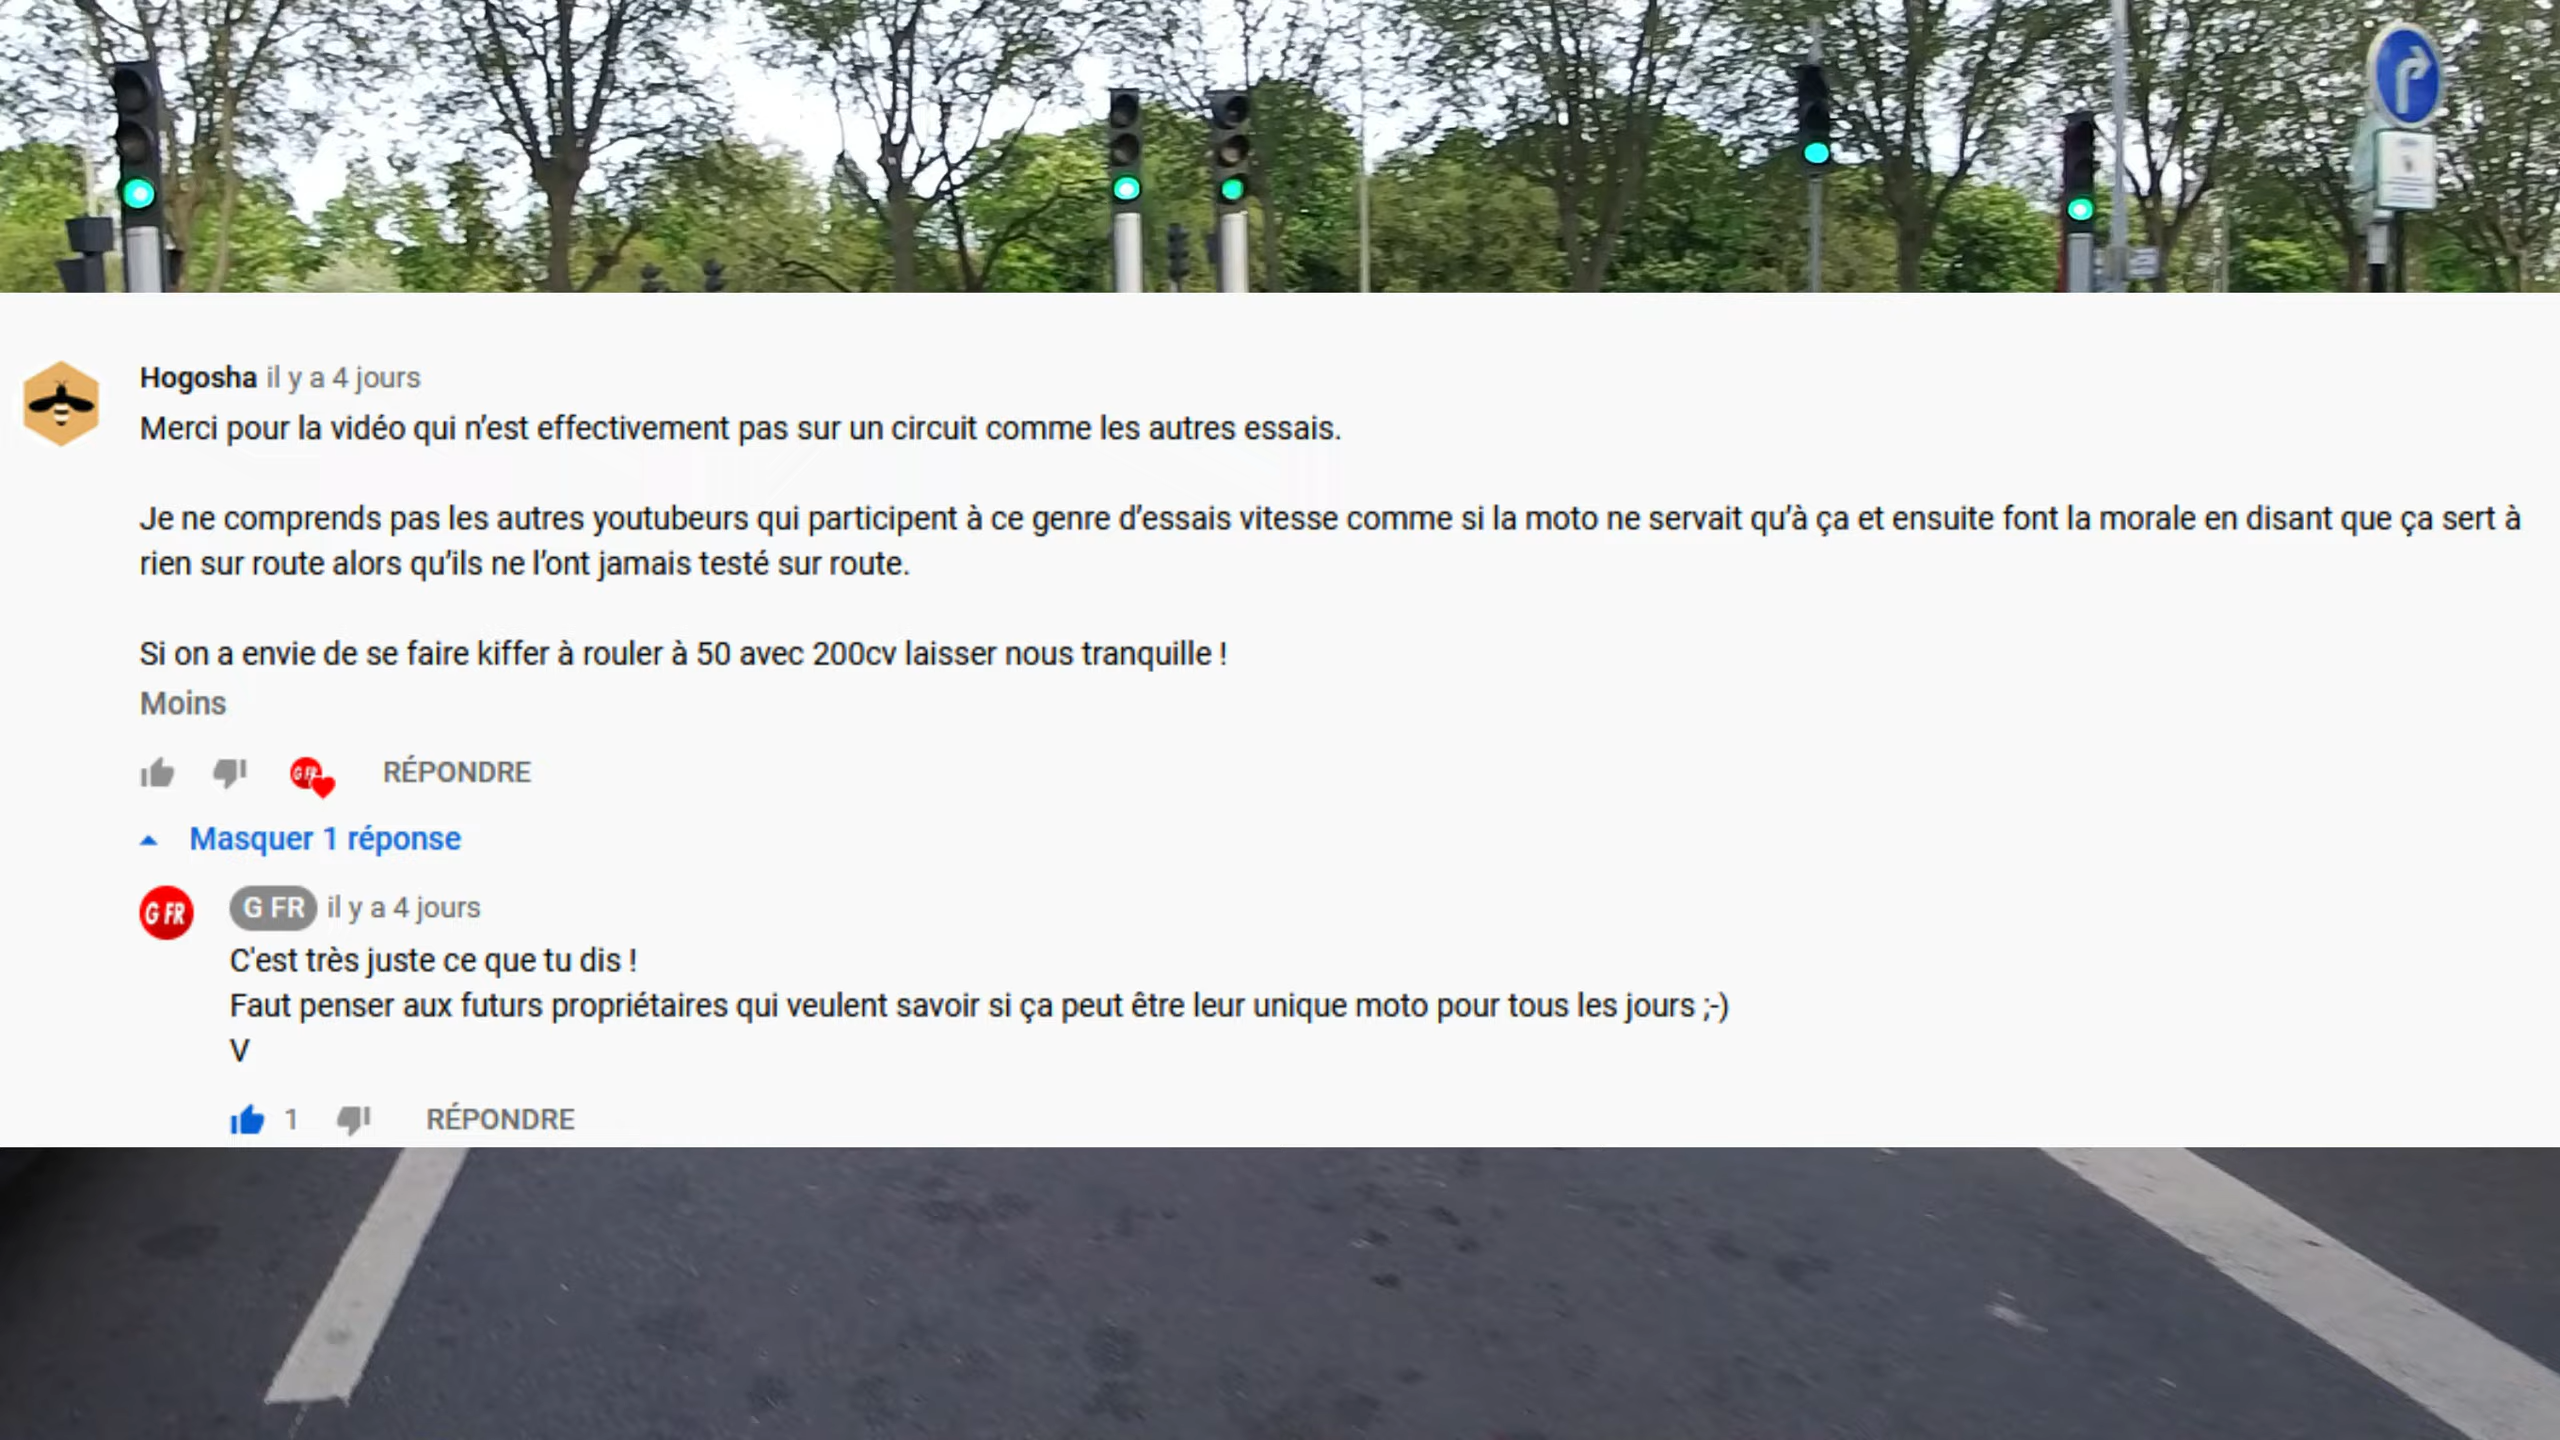 Hogosha il y a 4 jours
Merci pour la vidéo qui n’est effectivement pas sur un circuit comme les autres essais.
Je ne comprends pas les autres youtubeurs qui participent à ce genre d’essais vitesse comme si la moto ne servait qu’à ça et ensuite font la morale en disant que ça sert à
rien sur route alors qu’ils ne l’ont jamais testé sur route.
Si on a envie de se faire kiffer à rouler à 50 avec 200cv laisser nous tranquille !
Moins
G FR RÉPONDRE
Masquer 1 réponse
G FR G FR il y a 4 jours
C'est très juste ce que tu dis !
Faut penser aux futurs propriétaires qui veulent savoir si ça peut être leur unique moto pour tous les jours ;-)
V
1 RÉPONDRE